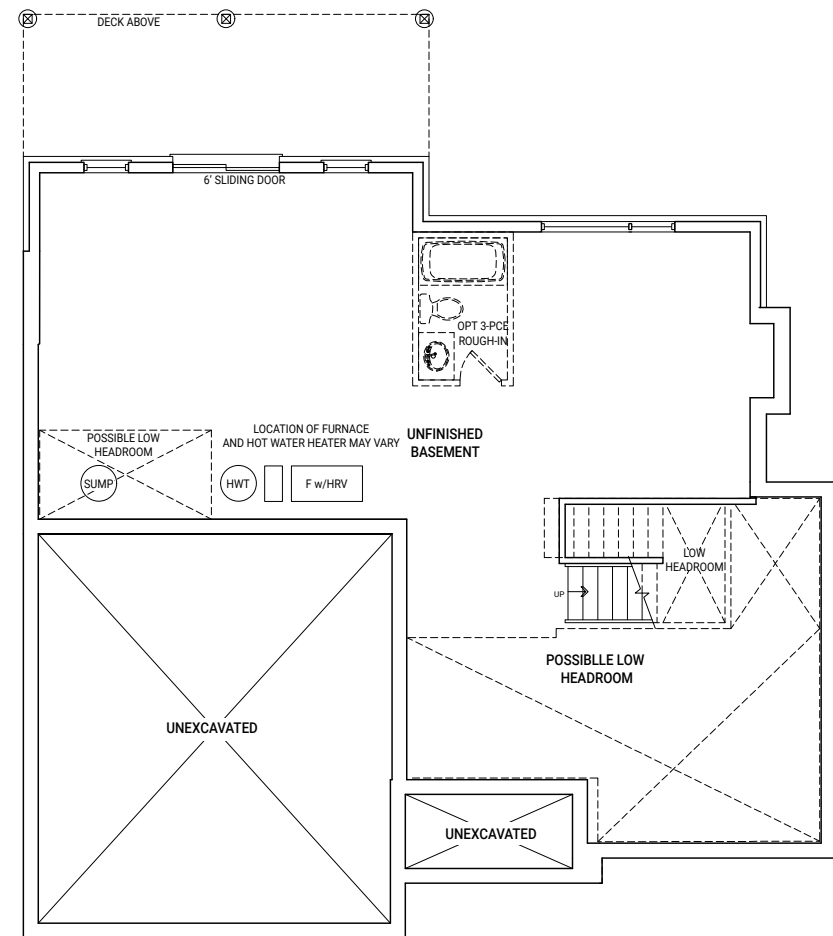 DECK ABOVE
6' SLIDING DOOR
OPT 3-PCE
ROUGH-IN
LOCATION OF FURNACE
AND HOT WATER HEATER MAY VARY
UNFINISHED
BASEMENT
POSSIBLE LOW
HEADROOM
SUMP
HWT
F w/HRV
LOW
HEADROOM
UP
POSSIBLLE LOW
HEADROOM
UNEXCAVATED
UNEXCAVATED